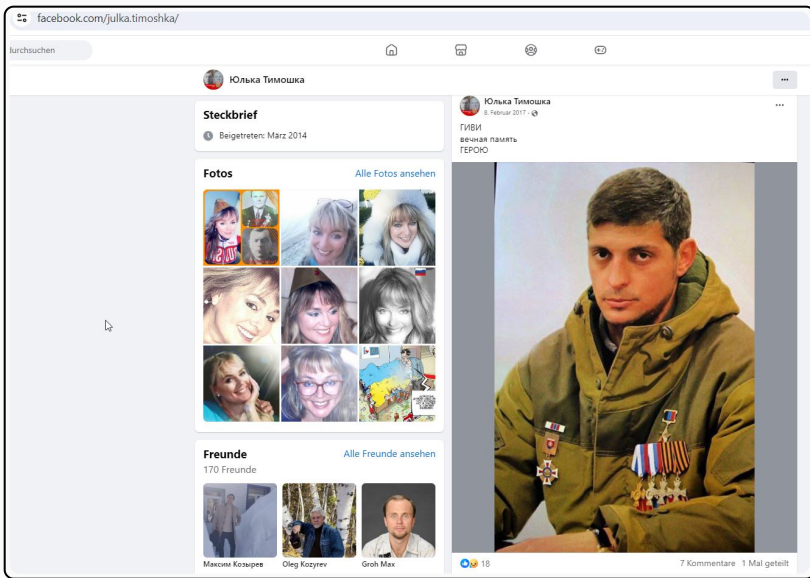 facebook.com/julka.timoshka/
durchsuchen
Юлька Тимошка
Steckbrief
Beigetreten: März 2014
Fotos
Alle Fotos ansehen
Freunde
Alle Freunde ansehen
170 Freunde
Максим Козырев
Oleg Kozyrev
Groh Max
Юлька Тимошка
8. Februar 2017
ГИВИ
вечная память
ГЕРОЮ
18
7 Kommentare 1 Mal geteilt